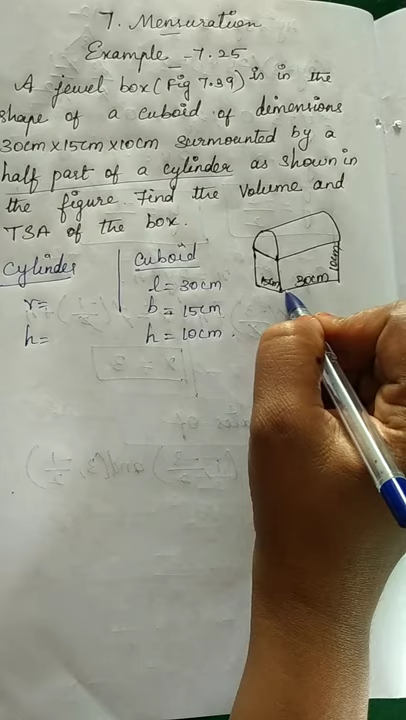 7. Mensuration
Example - 7.25
A jewel box (Fig 7.39) is in the
shape of a cuboid of dimensions
30cm x 15cm x 10cm surmounted by a
half part of a cylinder as shown in
the figure. Find the volume and
TSA of the box.
Cylinder
r=
h=
Cuboid
l = 30cm
b = 15cm
h = 10cm.
15cm
30cm
10cm